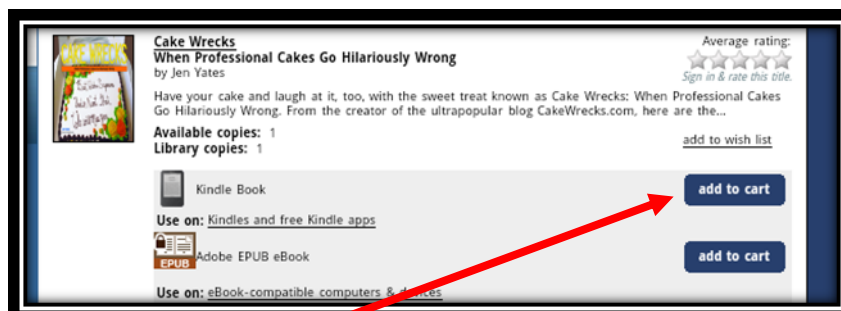 CAKE WRECKS
Cake Wrecks
When Professional Cakes Go Hilariously Wrong
by Jen Yates
Average rating:
Sign in & rate this title.
Have your cake and laugh at it, too, with the sweet treat known as Cake Wrecks: When Professional Cakes
Go Hilariously Wrong. From the creator of the ultrapopular blog CakeWrecks.com, here are the...
Available copies: 1
Library copies: 1
add to wish list
Kindle Book
add to cart
Use on: Kindles and free Kindle apps
EPUB
Adobe EPUB eBook
add to cart
Use on: eBook-compatible computers & devices